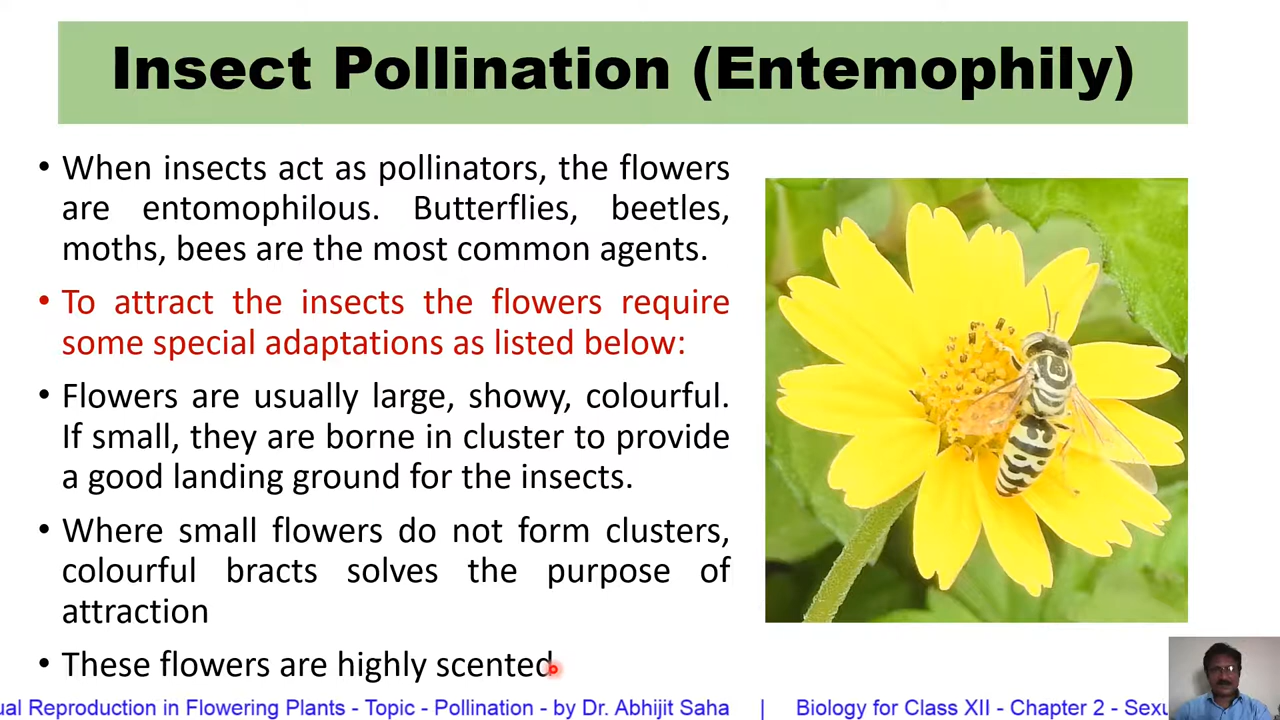 Insect Pollination (Entemophily)
• When insects act as pollinators, the flowers
are entomophilous. Butterflies, beetles,
moths, bees are the most common agents.
• To attract the insects the flowers require
some special adaptations as listed below:
• Flowers are usually large, showy, colourful.
If small, they are borne in cluster to provide
a good landing ground for the insects.
• Where small flowers do not form clusters,
colourful bracts solves the purpose of
attraction
• These flowers are highly scented
ual Reproduction in Flowering Plants - Topic - Pollination - by Dr. Abhijit Saha | Biology for Class XII - Chapter 2 - Sexu